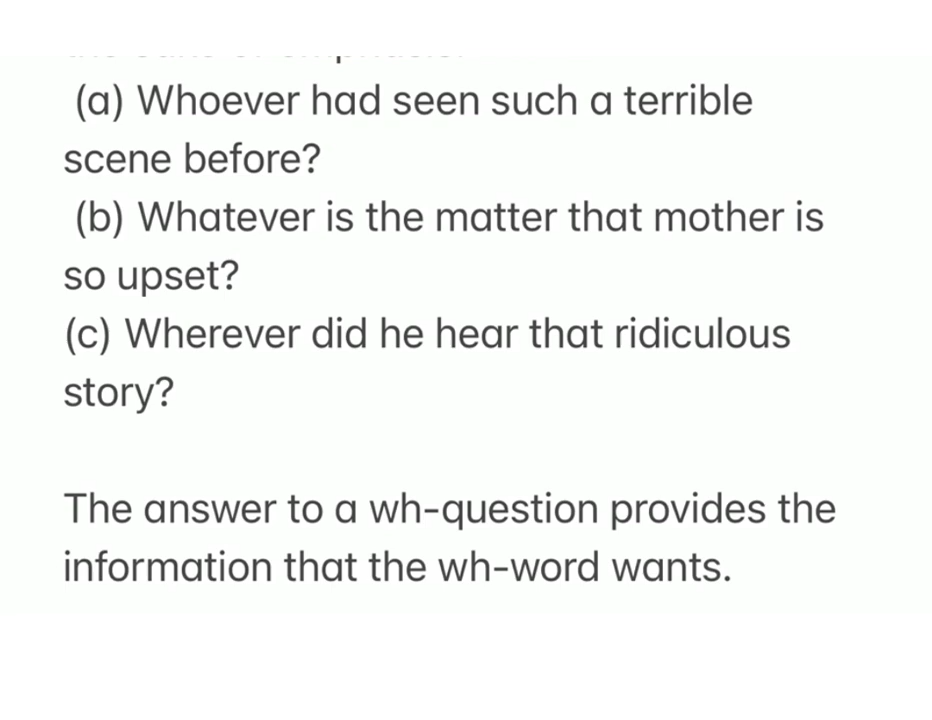 (a) Whoever had seen such a terrible
scene before?
(b) Whatever is the matter that mother is
so upset?
(c) Wherever did he hear that ridiculous
story?
The answer to a wh-question provides the
information that the wh-word wants.